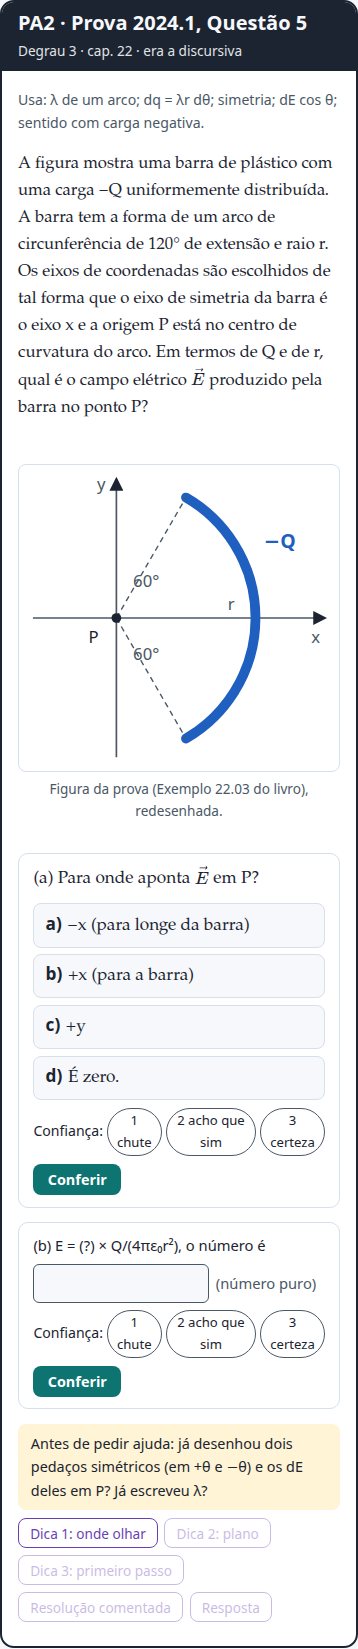 PA2 · Prova 2024.1, Questão 5
Degrau 3 · cap. 22 · era a discursiva
Usa: λ de um arco; dq = λr dθ; simetria; dE cos θ;
sentido com carga negativa.
A figura mostra uma barra de plástico com
uma carga −Q uniformemente distribuída.
A barra tem a forma de um arco de
circunferência de 120° de extensão e raio r.
Os eixos de coordenadas são escolhidos de
tal forma que o eixo de simetria da barra é
o eixo x e a origem P está no centro de
curvatura do arco. Em termos de Q e de r,
qual é o campo elétrico E⃗ produzido pela
barra no ponto P?
y
−Q
60°
r
P
x
60°
Figura da prova (Exemplo 22.03 do livro),
redesenhada.
(a) Para onde aponta E⃗ em P?
a) −x (para longe da barra)
b) +x (para a barra)
c) +y
d) É zero.
Confiança: 1 chute 2 acho que sim 3 certeza
Conferir
(b) E = (?) × Q/(4πε₀r²), o número é
(número puro)
Confiança: 1 chute 2 acho que sim 3 certeza
Conferir
Antes de pedir ajuda: já desenhou dois
pedaços simétricos (em +θ e −θ) e os dE
deles em P? Já escreveu λ?
Dica 1: onde olhar Dica 2: plano
Dica 3: primeiro passo
Resolução comentada Resposta